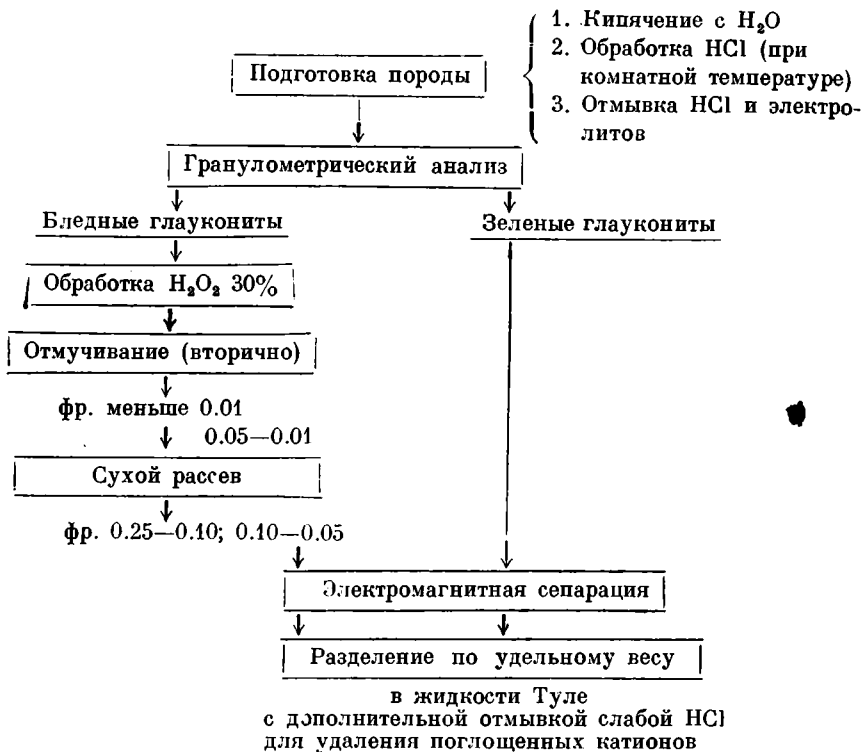 1. Кипячение с H₂O
2. Обработка HCl (при
комнатной температуре)
3. Отмывка HCl и электро-
литов
Подготовка породы
Гранулометрический анализ
Бледные глаукониты
Зеленые глаукониты
Обработка H₂O₂ 30%
Отмучивание (вторично)
фр. меньше 0.01
0.05—0.01
Сухой рассев
фр. 0.25—0.10; 0.10—0.05
Электромагнитная сепарация
Разделение по удельному весу
в жидкости Туле
с дополнительной отмывкой слабой HCl
для удаления поглощенных катионов